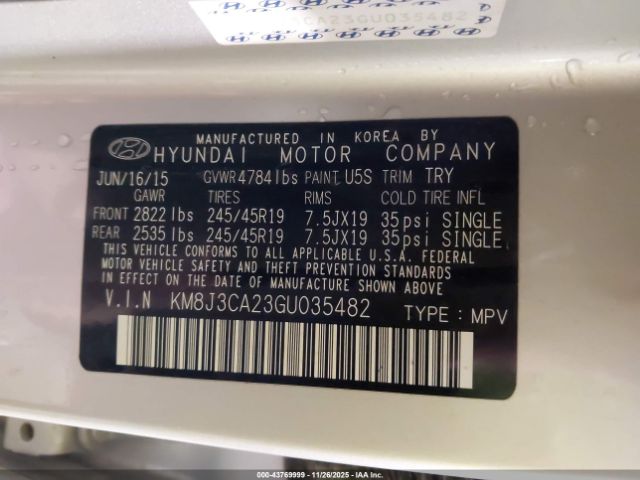 CA23GU035482
MANUFACTURED IN KOREA BY
HYUNDAI MOTOR COMPANY
JUN/16/15 GVWR 4784 lbs PAINT U5S TRIM TRY
GAWR TIRES RIMS COLD TIRE INFL
FRONT 2822 lbs 245/45R19 7.5JX19 35psi SINGLE
REAR 2535 lbs 245/45R19 7.5JX19 35psi SINGLE
THIS VEHICLE CONFORMS TO ALL APPLICABLE U.S.A. FEDERAL
MOTOR VEHICLE SAFETY AND THEFT PREVENTION STANDARDS
IN EFFECT ON THE DATE OF MANUFACTURE SHOWN ABOVE
V.I.N KM8J3CA23GU035482 TYPE: MPV
000-43769999 | 11/26/2025 | IAA Inc.